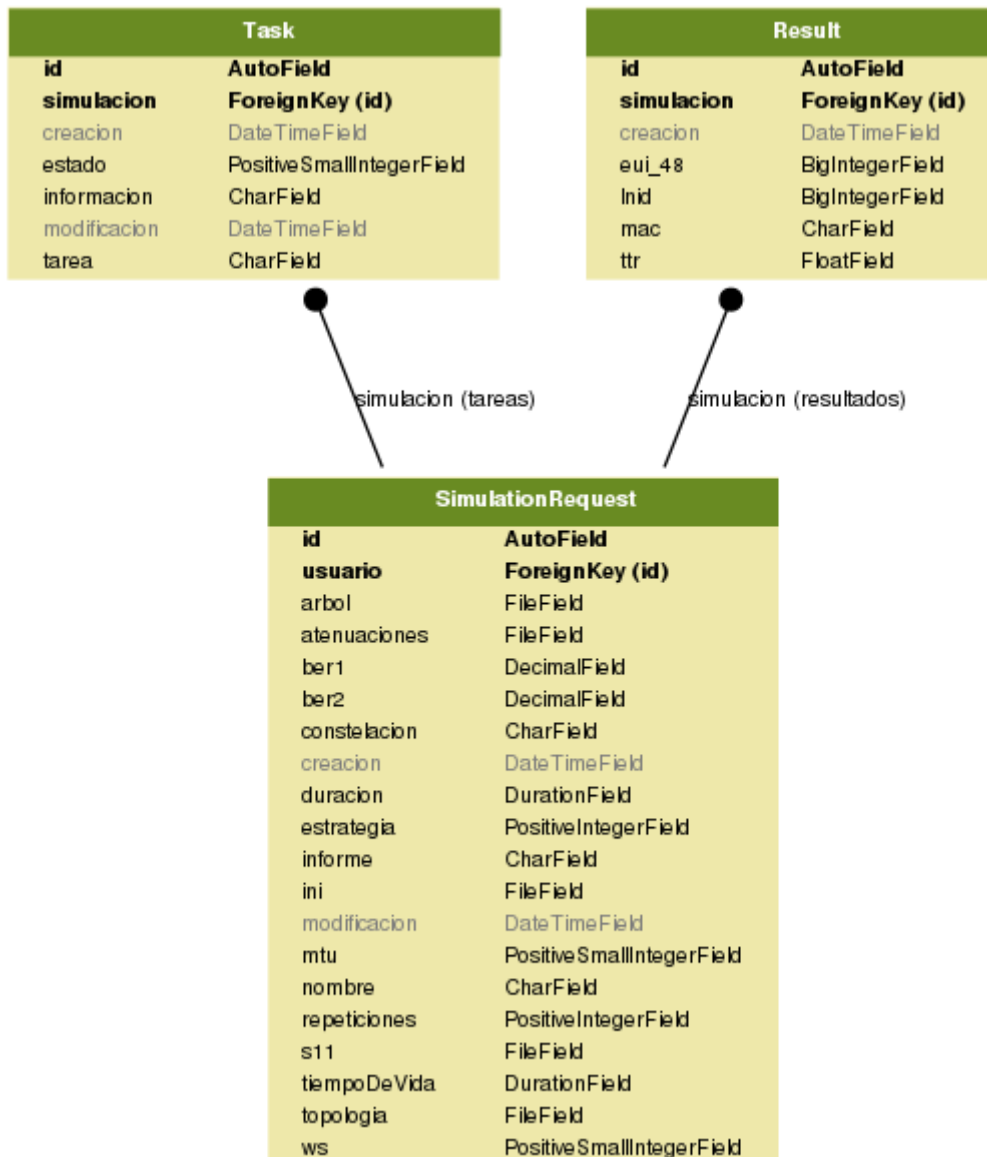 Task
id AutoField
simulacion ForeignKey (id)
creacion DateTimeField
estado PositiveSmallIntegerField
informacion CharField
modificacion DateTimeField
tarea CharField
Result
id AutoField
simulacion ForeignKey (id)
creacion DateTimeField
eui_48 BigIntegerField
lnid BigIntegerField
mac CharField
ttr FloatField
simulacion (tareas)
simulacion (resultados)
SimulationRequest
id AutoField
usuario ForeignKey (id)
arbol FileField
atenuaciones FileField
ber1 DecimalField
ber2 DecimalField
constelacion CharField
creacion DateTimeField
duracion DurationField
estrategia PositiveIntegerField
informe CharField
ini FileField
modificacion DateTimeField
mtu PositiveSmallIntegerField
nombre CharField
repeticiones PositiveIntegerField
s11 FileField
tiempoDeVida DurationField
topologia FileField
ws PositiveSmallIntegerField